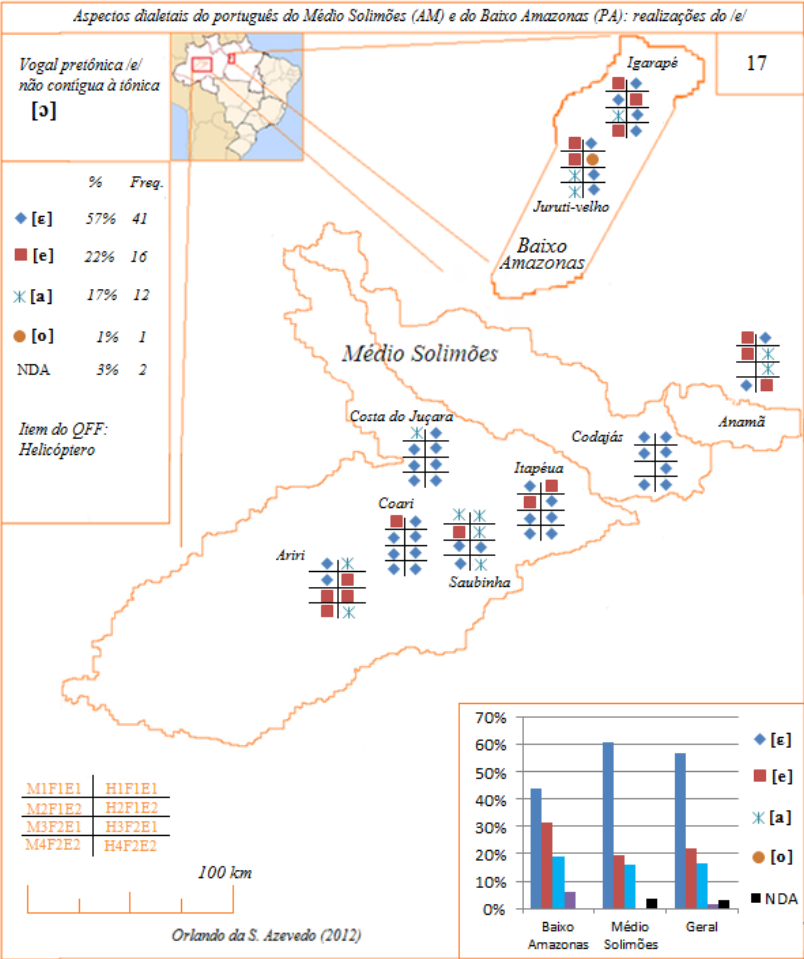 Aspectos dialetais do português do Médio Solimões (AM) e do Baixo Amazonas (PA): realizações do /e/
Vogal pretônica /e/
não contígua à tônica
[ɔ]
17
% Freq.
[ɛ] 57% 41
[e] 22% 16
[a] 17% 12
[o] 1% 1
NDA 3% 2
Item do QFF:
Helicóptero
Igarapé
Juruti-velho
Baixo
Amazonas
Médio Solimões
Anamã
Costa do Juçara
Codajás
Itapéua
Coari
Ariri
Saubinha
M1F1E1 H1F1E1
M2F1E2 H2F1E2
M3F2E1 H3F2E1
M4F2E2 H4F2E2
100 km
Orlando da S. Azevedo (2012)
70%
60%
50%
40%
30%
20%
10%
0%
Baixo
Amazonas
Médio
Solimões
Geral
[ɛ]
[e]
[a]
[o]
NDA